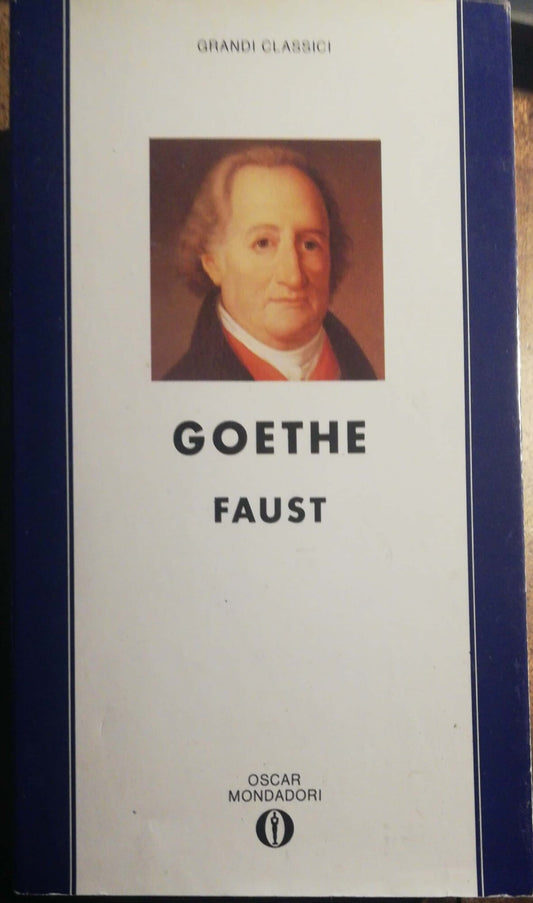 GRANDI CLASSICI
GOETHE
FAUST
OSCAR
MONDADORI